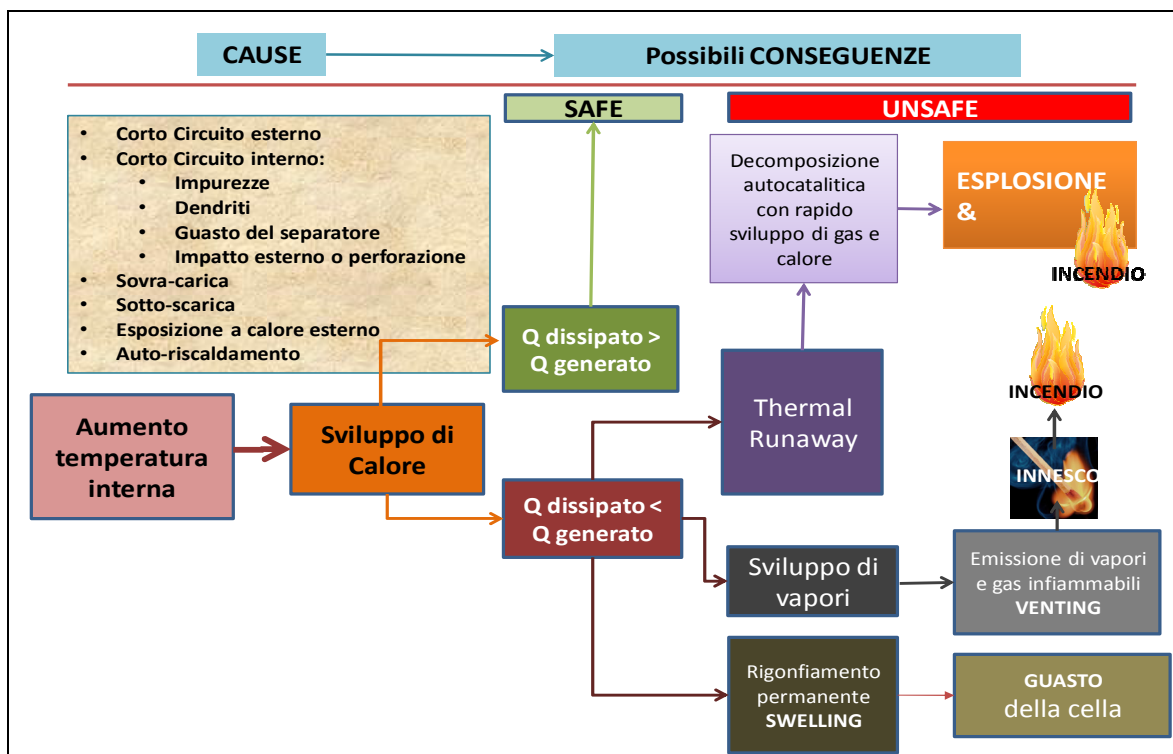 CAUSE
Possibili CONSEGUENZE
SAFE
UNSAFE
• Corto Circuito esterno
• Corto Circuito interno:
• Impurezze
• Dendriti
• Guasto del separatore
• Impatto esterno o perforazione
• Sovra-carica
• Sotto-scarica
• Esposizione a calore esterno
• Auto-riscaldamento
Decomposizione
autocatalitica
con rapido
sviluppo di gas e
calore
ESPLOSIONE
&
INCENDIO
Q dissipato >
Q generato
Thermal
Runaway
INCENDIO
INNESCO
Aumento
temperatura
interna
Sviluppo di
Calore
Q dissipato <
Q generato
Sviluppo di
vapori
Emissione di vapori
e gas infiammabili
VENTING
Rigonfiamento
permanente
SWELLING
GUASTO
della cella